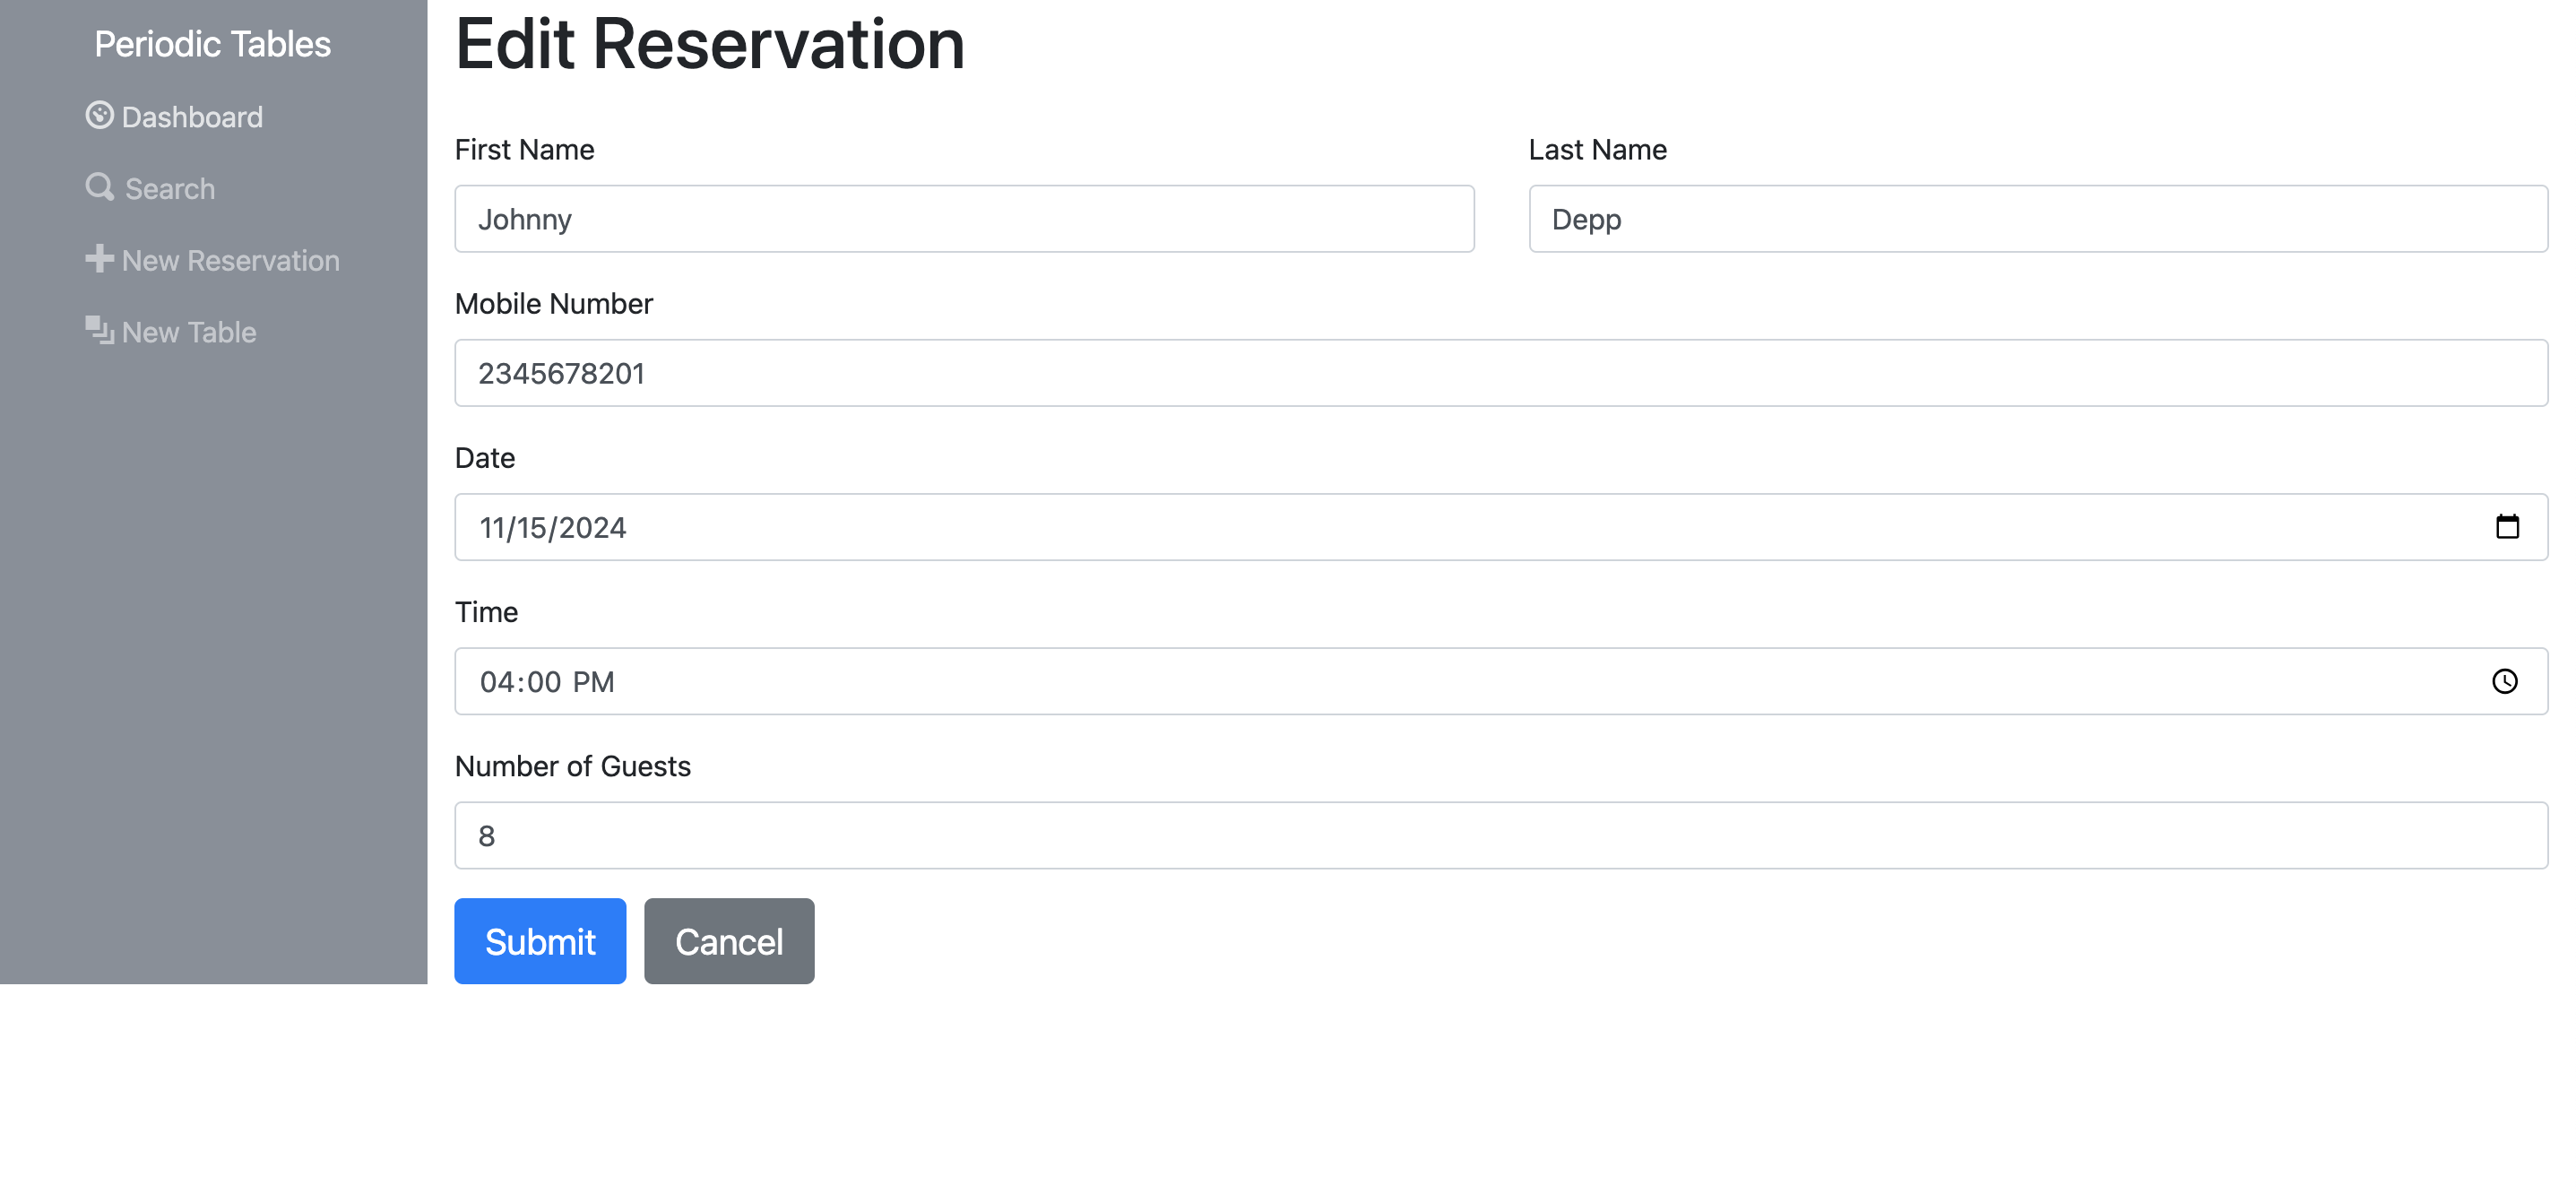 Periodic Tables
Dashboard
Search
New Reservation
New Table
Edit Reservation
First Name
Last Name
Johnny
Depp
Mobile Number
2345678201
Date
11/15/2024
Time
04:00 PM
Number of Guests
8
Submit
Cancel